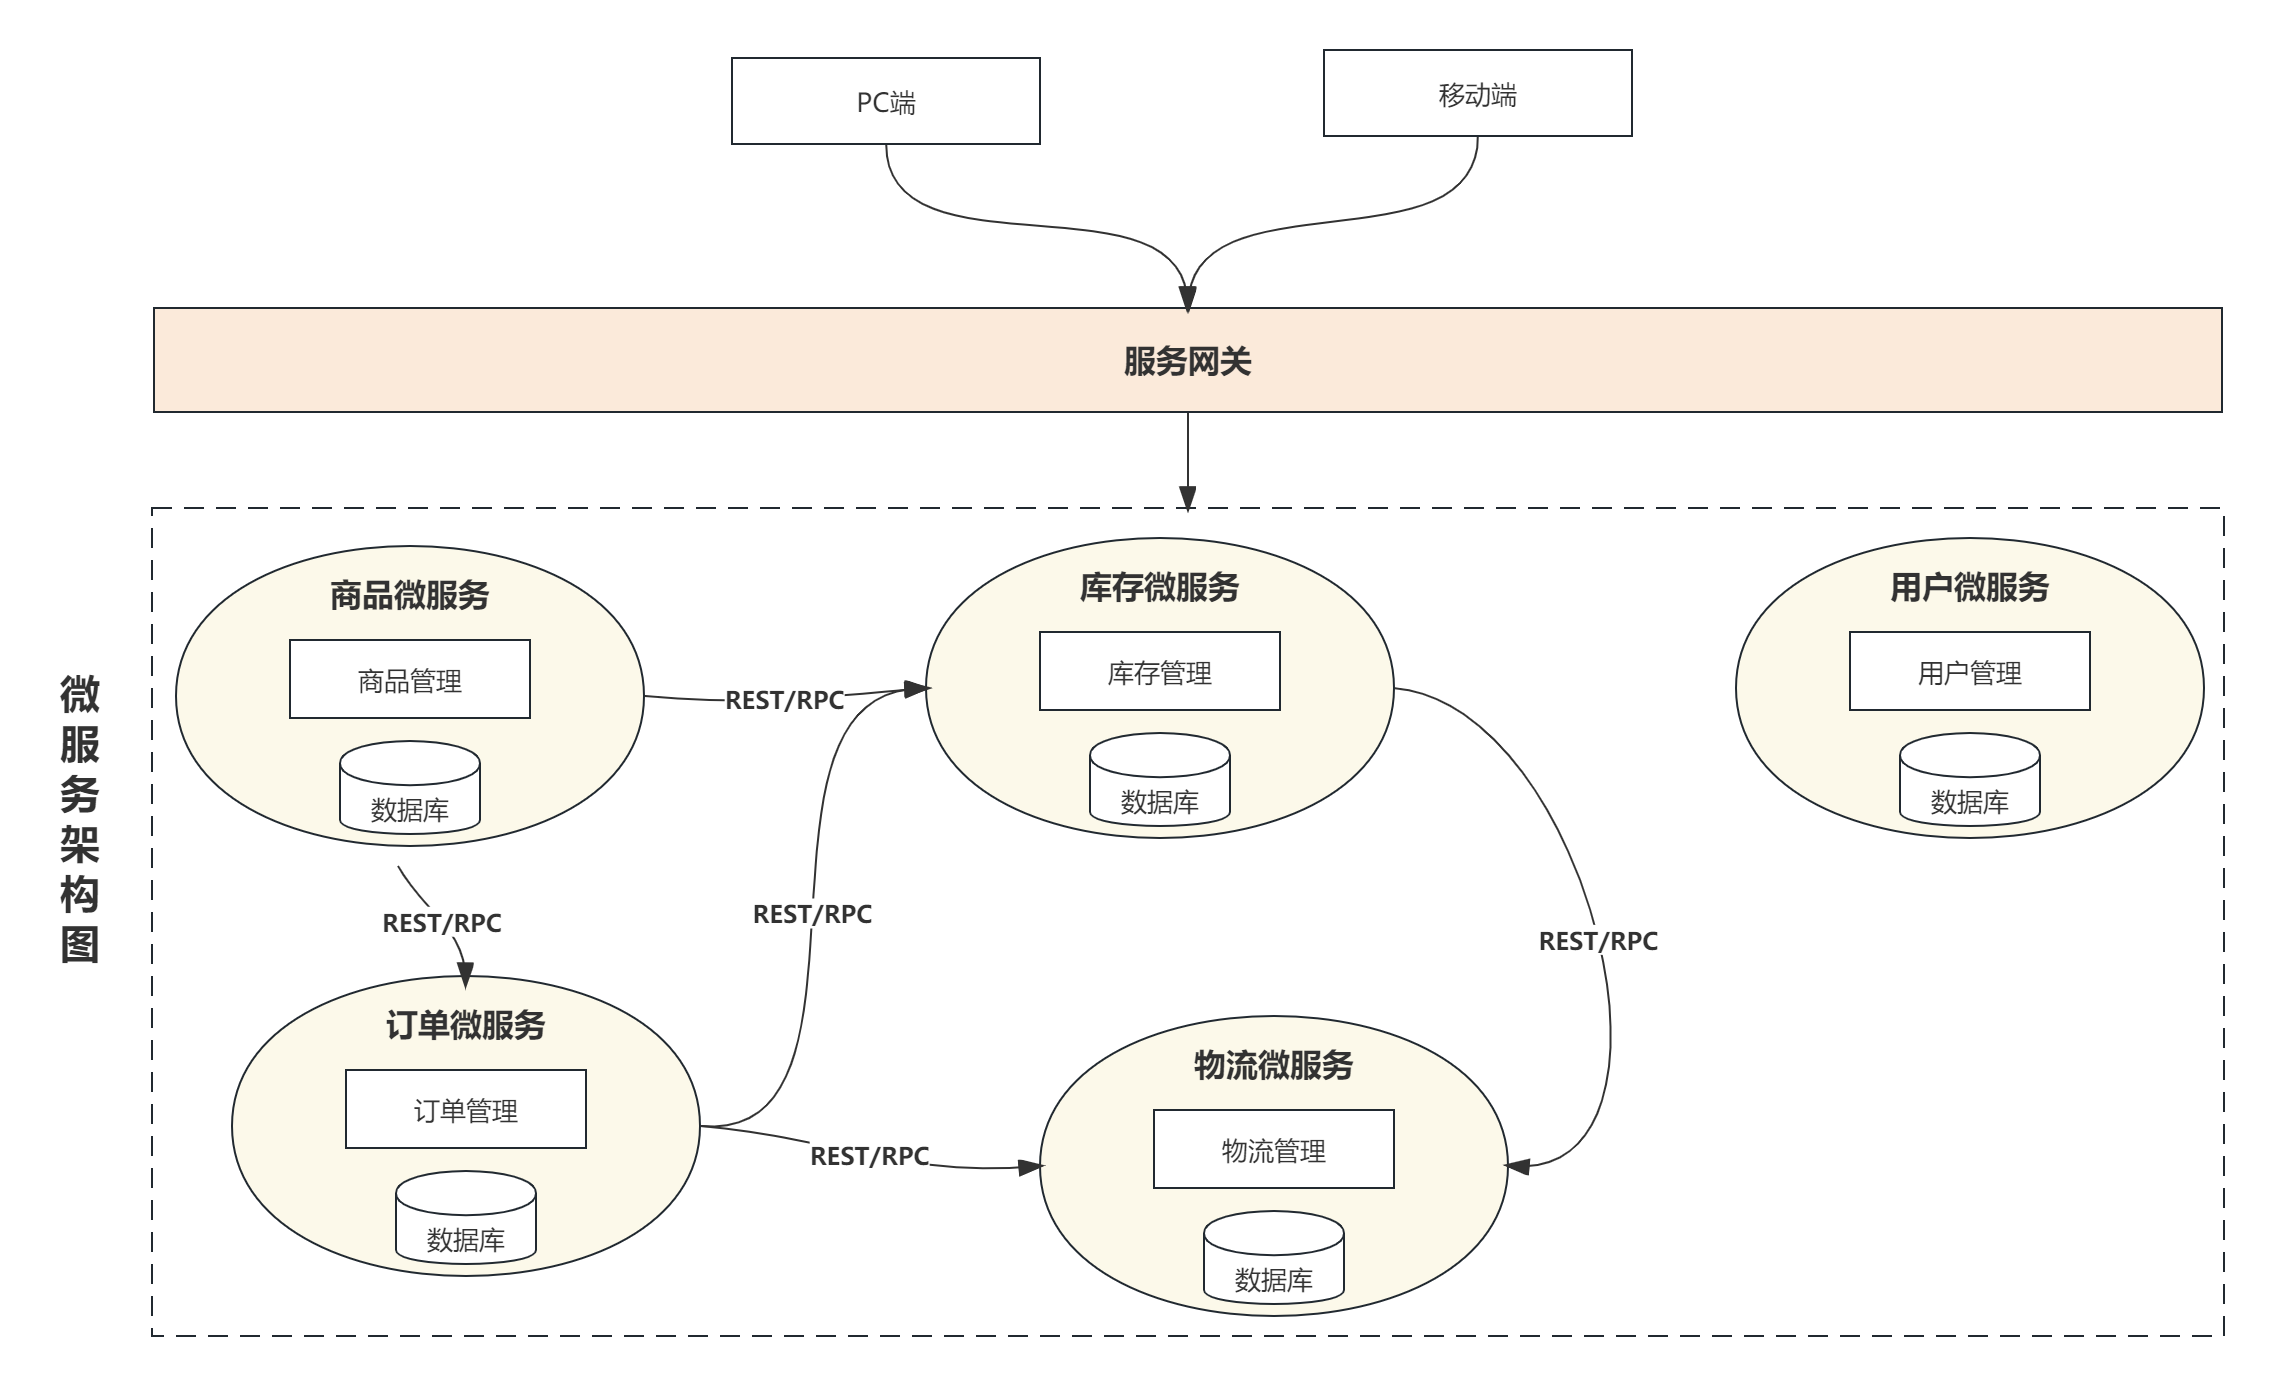 PC端
移动端
服务网关
微服务架构图
商品微服务
商品管理
数据库
REST/RPC
库存微服务
库存管理
数据库
用户微服务
用户管理
数据库
REST/RPC
REST/RPC
REST/RPC
订单微服务
订单管理
数据库
REST/RPC
物流微服务
物流管理
数据库